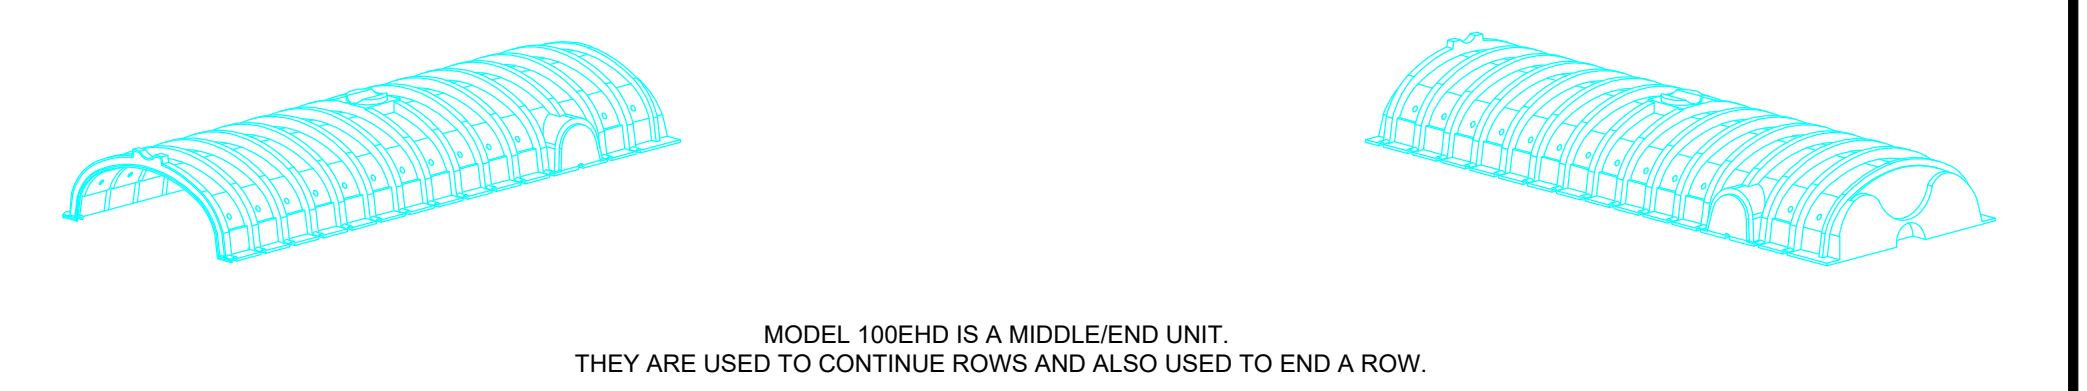 MODEL 100EHD IS A MIDDLE/END UNIT.
THEY ARE USED TO CONTINUE ROWS AND ALSO USED TO END A ROW.